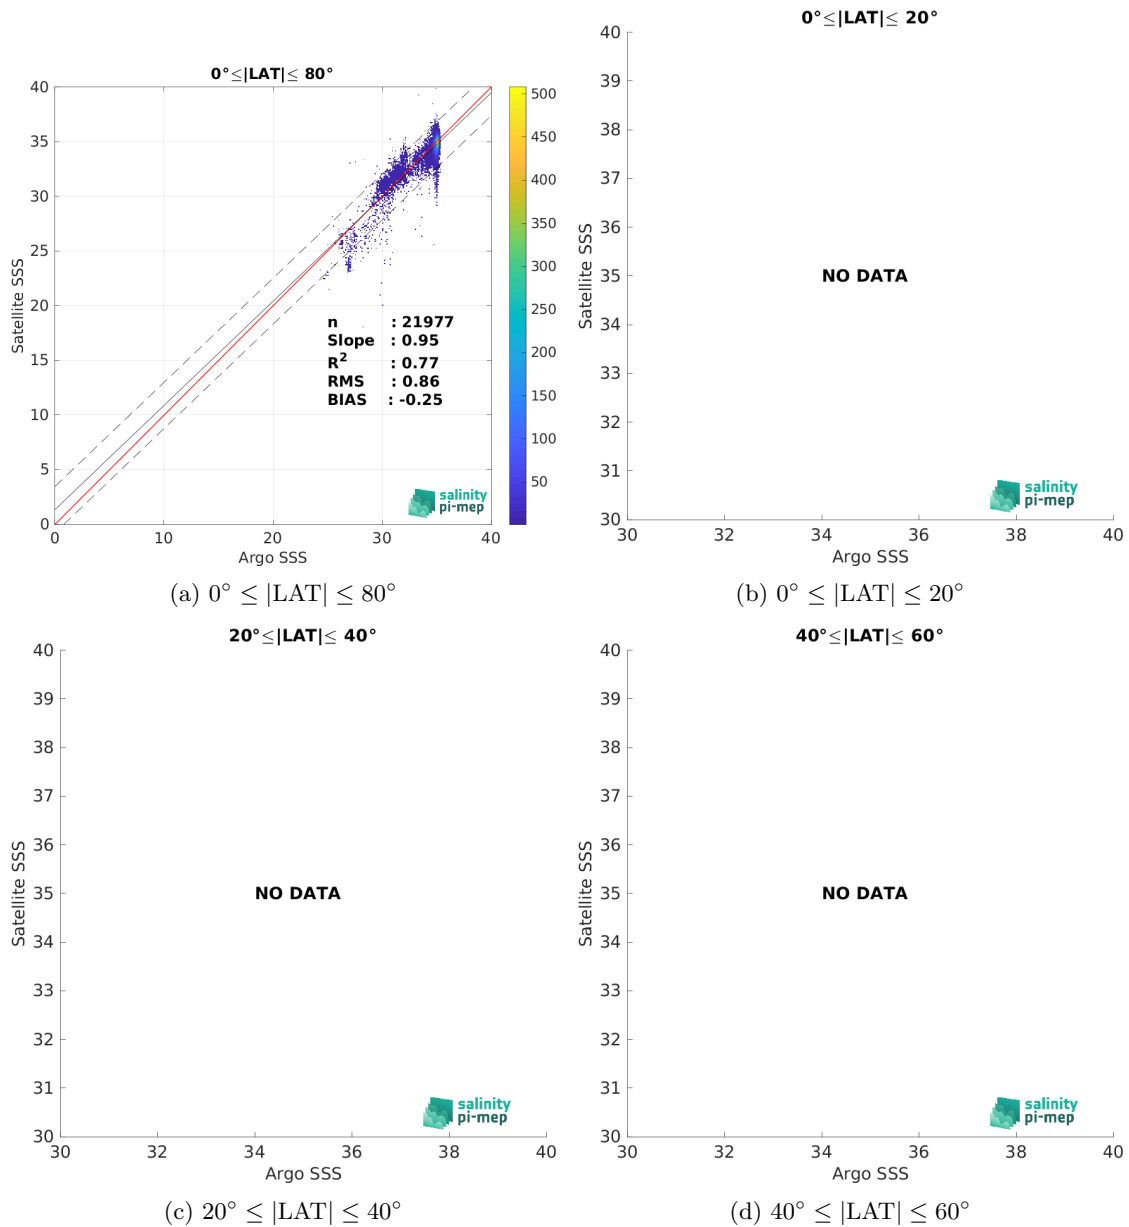 0°≤|LAT|≤ 80°
40
35
30
25
20
15
10
5
0
0
10
20
30
40
Satellite SSS
Argo SSS
n : 21977
Slope : 0.95
R² : 0.77
RMS : 0.86
BIAS : -0.25
salinity
pi-mep
500
450
400
350
300
250
200
150
100
50
(a) 0° ≤ |LAT| ≤ 80°
0°≤|LAT|≤ 20°
40
39
38
37
36
35
34
33
32
31
30
30
32
34
36
38
40
Satellite SSS
Argo SSS
NO DATA
salinity
pi-mep
(b) 0° ≤ |LAT| ≤ 20°
20°≤|LAT|≤ 40°
40
39
38
37
36
35
34
33
32
31
30
30
32
34
36
38
40
Satellite SSS
Argo SSS
NO DATA
salinity
pi-mep
(c) 20° ≤ |LAT| ≤ 40°
40°≤|LAT|≤ 60°
40
39
38
37
36
35
34
33
32
31
30
30
32
34
36
38
40
Satellite SSS
Argo SSS
NO DATA
salinity
pi-mep
(d) 40° ≤ |LAT| ≤ 60°